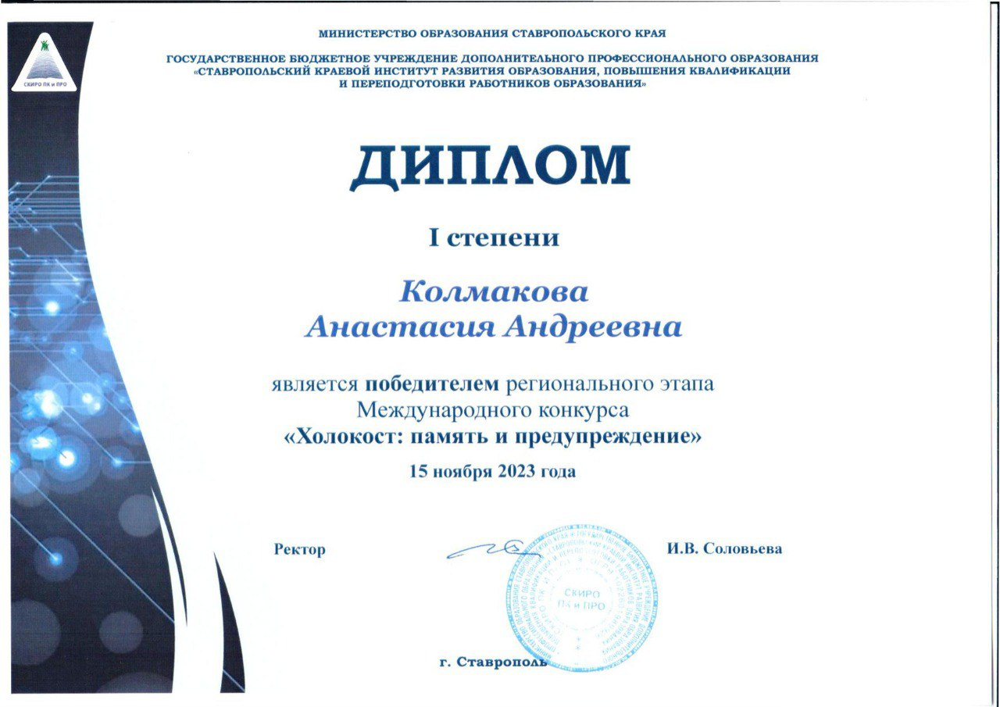 МИНИСТЕРСТВО ОБРАЗОВАНИЯ СТАВРОПОЛЬСКОГО КРАЯ
ГОСУДАРСТВЕННОЕ БЮДЖЕТНОЕ УЧРЕЖДЕНИЕ ДОПОЛНИТЕЛЬНОГО ПРОФЕССИОНАЛЬНОГО ОБРАЗОВАНИЯ
«СТАВРОПОЛЬСКИЙ КРАЕВОЙ ИНСТИТУТ РАЗВИТИЯ ОБРАЗОВАНИЯ, ПОВЫШЕНИЯ КВАЛИФИКАЦИИ
И ПЕРЕПОДГОТОВКИ РАБОТНИКОВ ОБРАЗОВАНИЯ»
СКИРО ПК и ПРО
ДИПЛОМ
I степени
Колмакова
Анастасия Андреевна
является победителем регионального этапа
Международного конкурса
«Холокост: память и предупреждение»
15 ноября 2023 года
Ректор
И.В. Соловьева
СКИРО
ПК и ПРО
г. Ставрополь